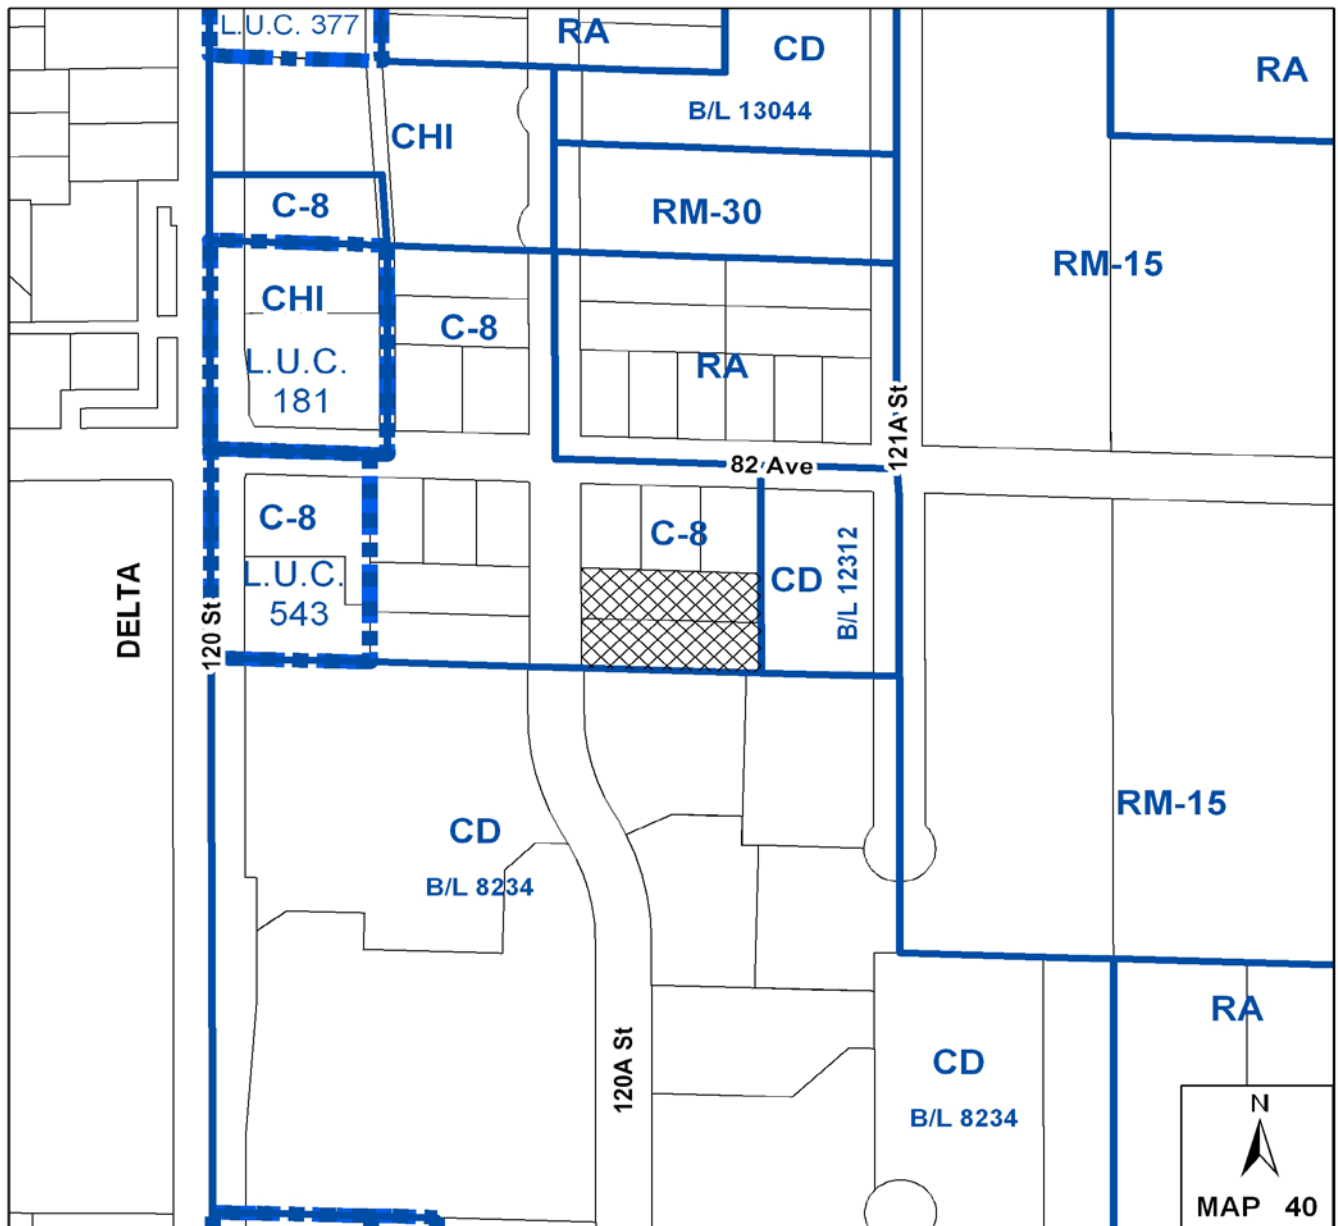 L.U.C. 377
RA
CD
RA
B/L 13044
CHI
C-8
RM-30
RM-15
CHI
C-8
L.U.C.
181
RA
121A St
82 Ave
C-8
C-8
B/L 12312
CD
L.U.C.
543
DELTA
120 St
RM-15
CD
B/L 8234
RA
120A St
CD
B/L 8234
N
MAP 40